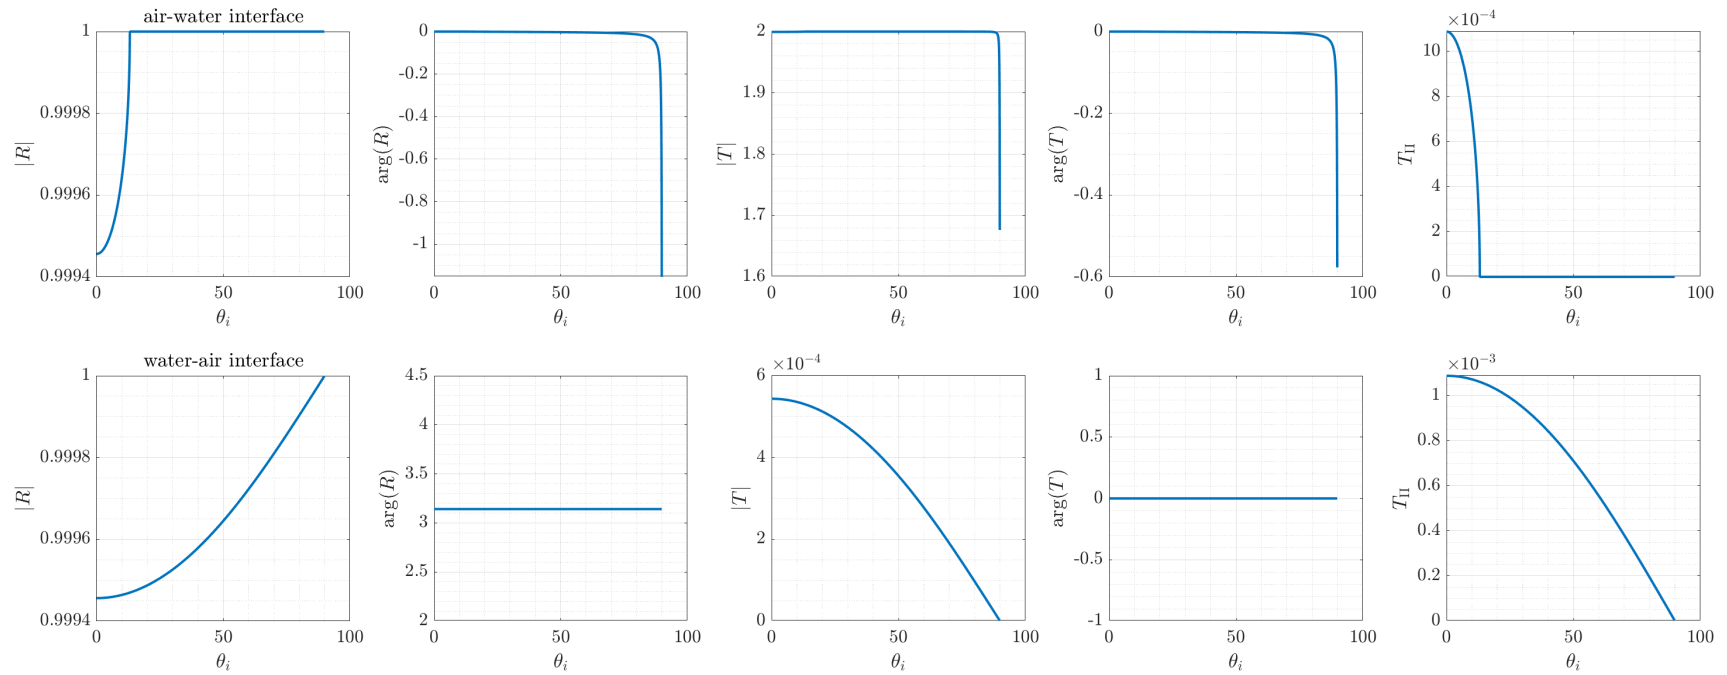 air-water interface
1
0.9998
0.9996
0.9994
|R|
0 50 100
θi
0
-0.2
-0.4
-0.6
-0.8
-1
arg(R)
0 50 100
θi
2
1.9
1.8
1.7
1.6
|T|
0 50 100
θi
0
-0.2
-0.4
-0.6
arg(T)
0 50 100
θi
×10⁻⁴
10
8
6
4
2
0
TII
0 50 100
θi
water-air interface
1
0.9998
0.9996
0.9994
|R|
0 50 100
θi
4.5
4
3.5
3
2.5
2
arg(R)
0 50 100
θi
×10⁻⁴
6
4
2
0
|T|
0 50 100
θi
1
0.5
0
-0.5
-1
arg(T)
0 50 100
θi
×10⁻³
1
0.8
0.6
0.4
0.2
0
TII
0 50 100
θi